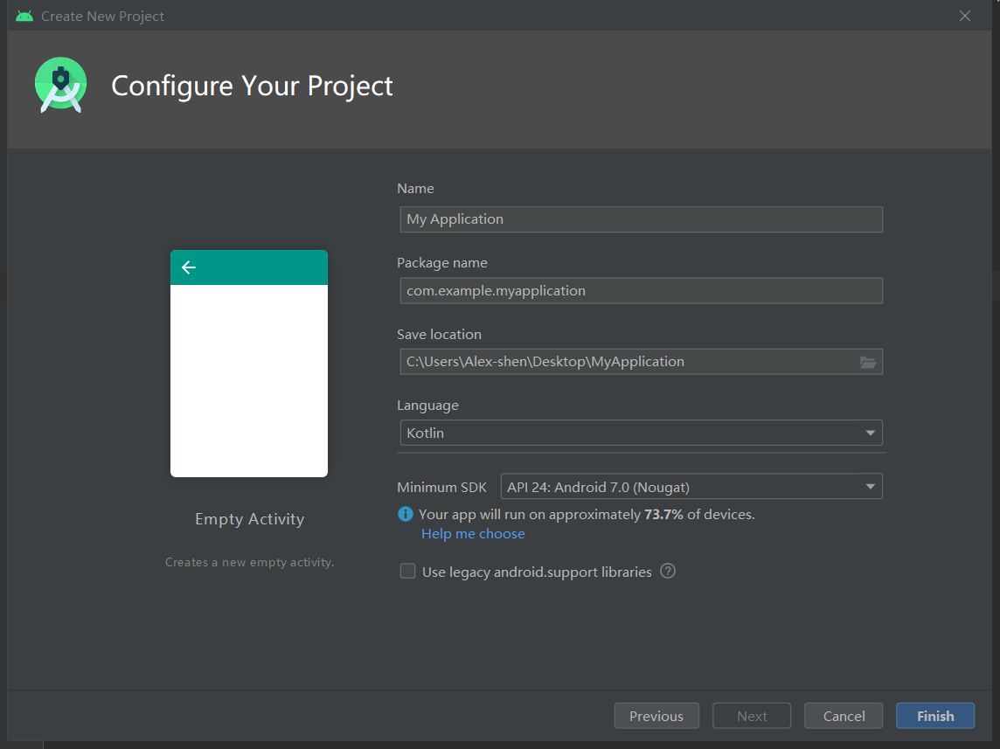 Create New Project
Configure Your Project
Name
My Application
Package name
com.example.myapplication
Save location
C:\Users\Alex-shen\Desktop\MyApplication
Language
Kotlin
Minimum SDK API 24: Android 7.0 (Nougat)
Your app will run on approximately 73.7% of devices.
Help me choose
Use legacy android.support libraries ?
Empty Activity
Creates a new empty activity.
Previous Next Cancel Finish